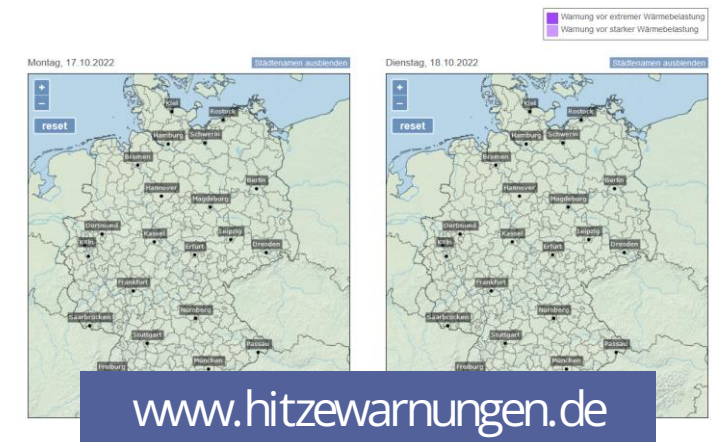 Warnung vor extremer Wärmebelastung
Warnung vor starker Wärmebelastung
Montag, 17.10.2022
Städtenamen ausblenden
+
–
reset
Kiel
Rostock
Hamburg
Schwerin
Bremen
Berlin
Hannover
Magdeburg
Dortmund
Köln
Kassel
Leipzig
Erfurt
Dresden
Frankfurt
Saarbrücken
Nürnberg
Stuttgart
Passau
Freiburg
München
Dienstag, 18.10.2022
Städtenamen ausblenden
+
–
reset
Kiel
Rostock
Hamburg
Schwerin
Bremen
Berlin
Hannover
Magdeburg
Dortmund
Köln
Kassel
Leipzig
Erfurt
Dresden
Frankfurt
Saarbrücken
Nürnberg
Stuttgart
Passau
Freiburg
München
www.hitzewarnungen.de